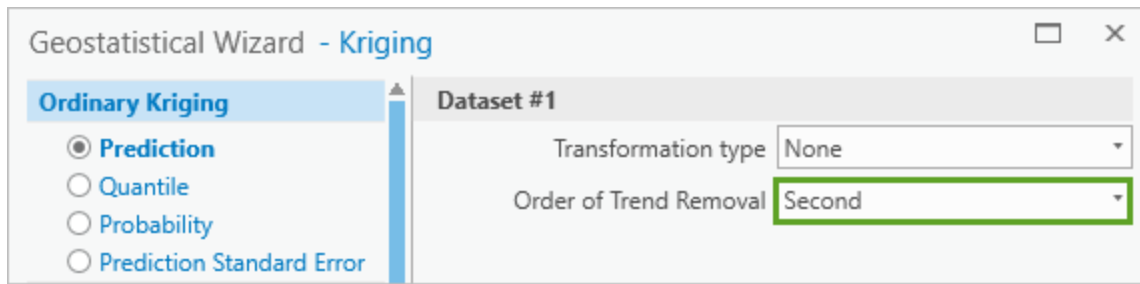 Geostatistical Wizard - Kriging
Ordinary Kriging
Prediction
Quantile
Probability
Prediction Standard Error
Dataset #1
Transformation type None
Order of Trend Removal Second